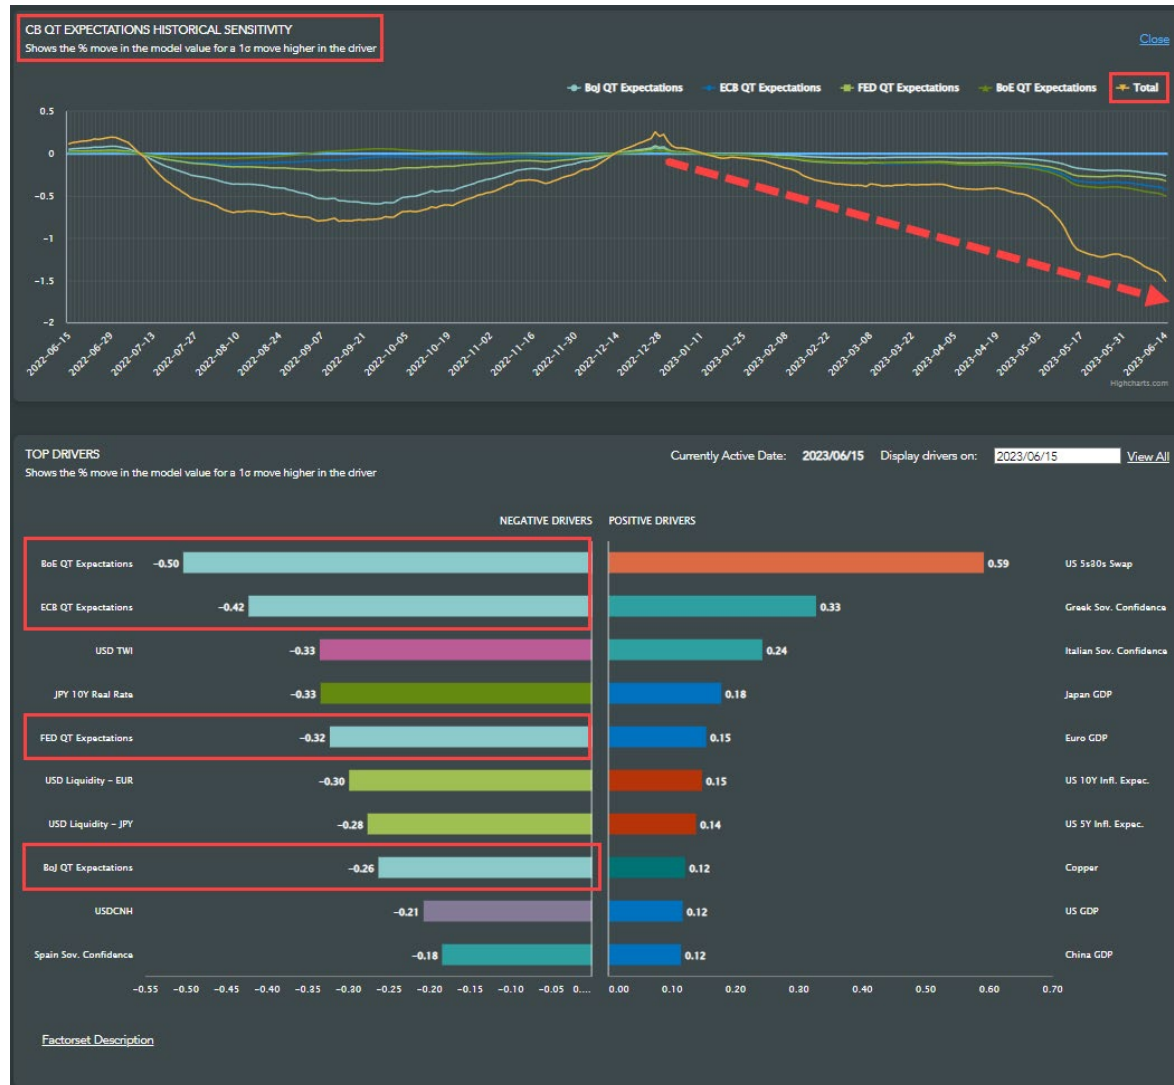 CB QT EXPECTATIONS HISTORICAL SENSITIVITY
Shows the % move in the model value for a 1σ move higher in the driver
Close
BoJ QT Expectations ECB QT Expectations FED QT Expectations BoE QT Expectations Total
0.5
0
-0.5
-1
-1.5
-2
2022-06-15 2022-06-29 2022-07-13 2022-07-27 2022-08-10 2022-08-24 2022-09-07 2022-09-21 2022-10-05 2022-10-19 2022-11-02 2022-11-16 2022-11-30 2022-12-14 2022-12-28 2023-01-11 2023-01-25 2023-02-08 2023-02-22 2023-03-08 2023-03-22 2023-04-05 2023-04-19 2023-05-03 2023-05-17 2023-05-31 2023-06-14
Highcharts.com
TOP DRIVERS
Shows the % move in the model value for a 1σ move higher in the driver
Currently Active Date: 2023/06/15 Display drivers on: 2023/06/15 View All
NEGATIVE DRIVERS POSITIVE DRIVERS
BoE QT Expectations -0.50 0.59 US 5s30s Swap
ECB QT Expectations -0.42 0.33 Greek Sov. Confidence
USD TWI -0.33 0.24 Italian Sov. Confidence
JPY 10Y Real Rate -0.33 0.18 Japan GDP
FED QT Expectations -0.32 0.15 Euro GDP
USD Liquidity - EUR -0.30 0.15 US 10Y Infl. Expec.
USD Liquidity - JPY -0.28 0.14 US 5Y Infl. Expec.
BoJ QT Expectations -0.26 0.12 Copper
USDCNH -0.21 0.12 US GDP
Spain Sov. Confidence -0.18 0.12 China GDP
-0.55 -0.50 -0.45 -0.40 -0.35 -0.30 -0.25 -0.20 -0.15 -0.10 -0.05 0.... 0.00 0.10 0.20 0.30 0.40 0.50 0.60 0.70
Factorset Description